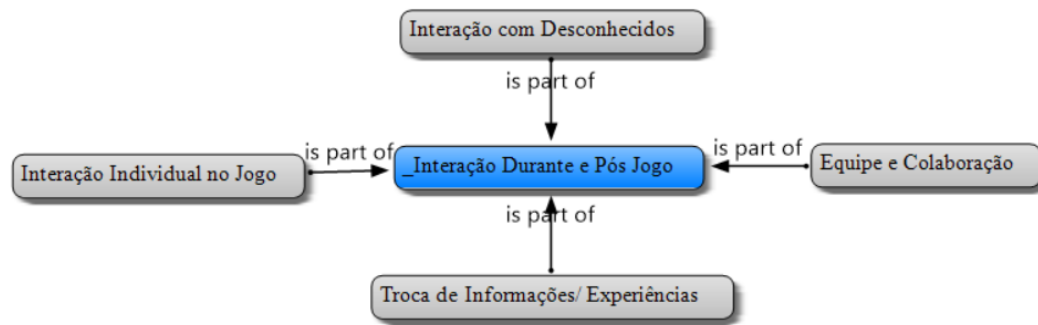 Interação com Desconhecidos
is part of
is part of
is part of
Interação Individual no Jogo
_Interação Durante e Pós Jogo
Equipe e Colaboração
is part of
Troca de Informações/ Experiências